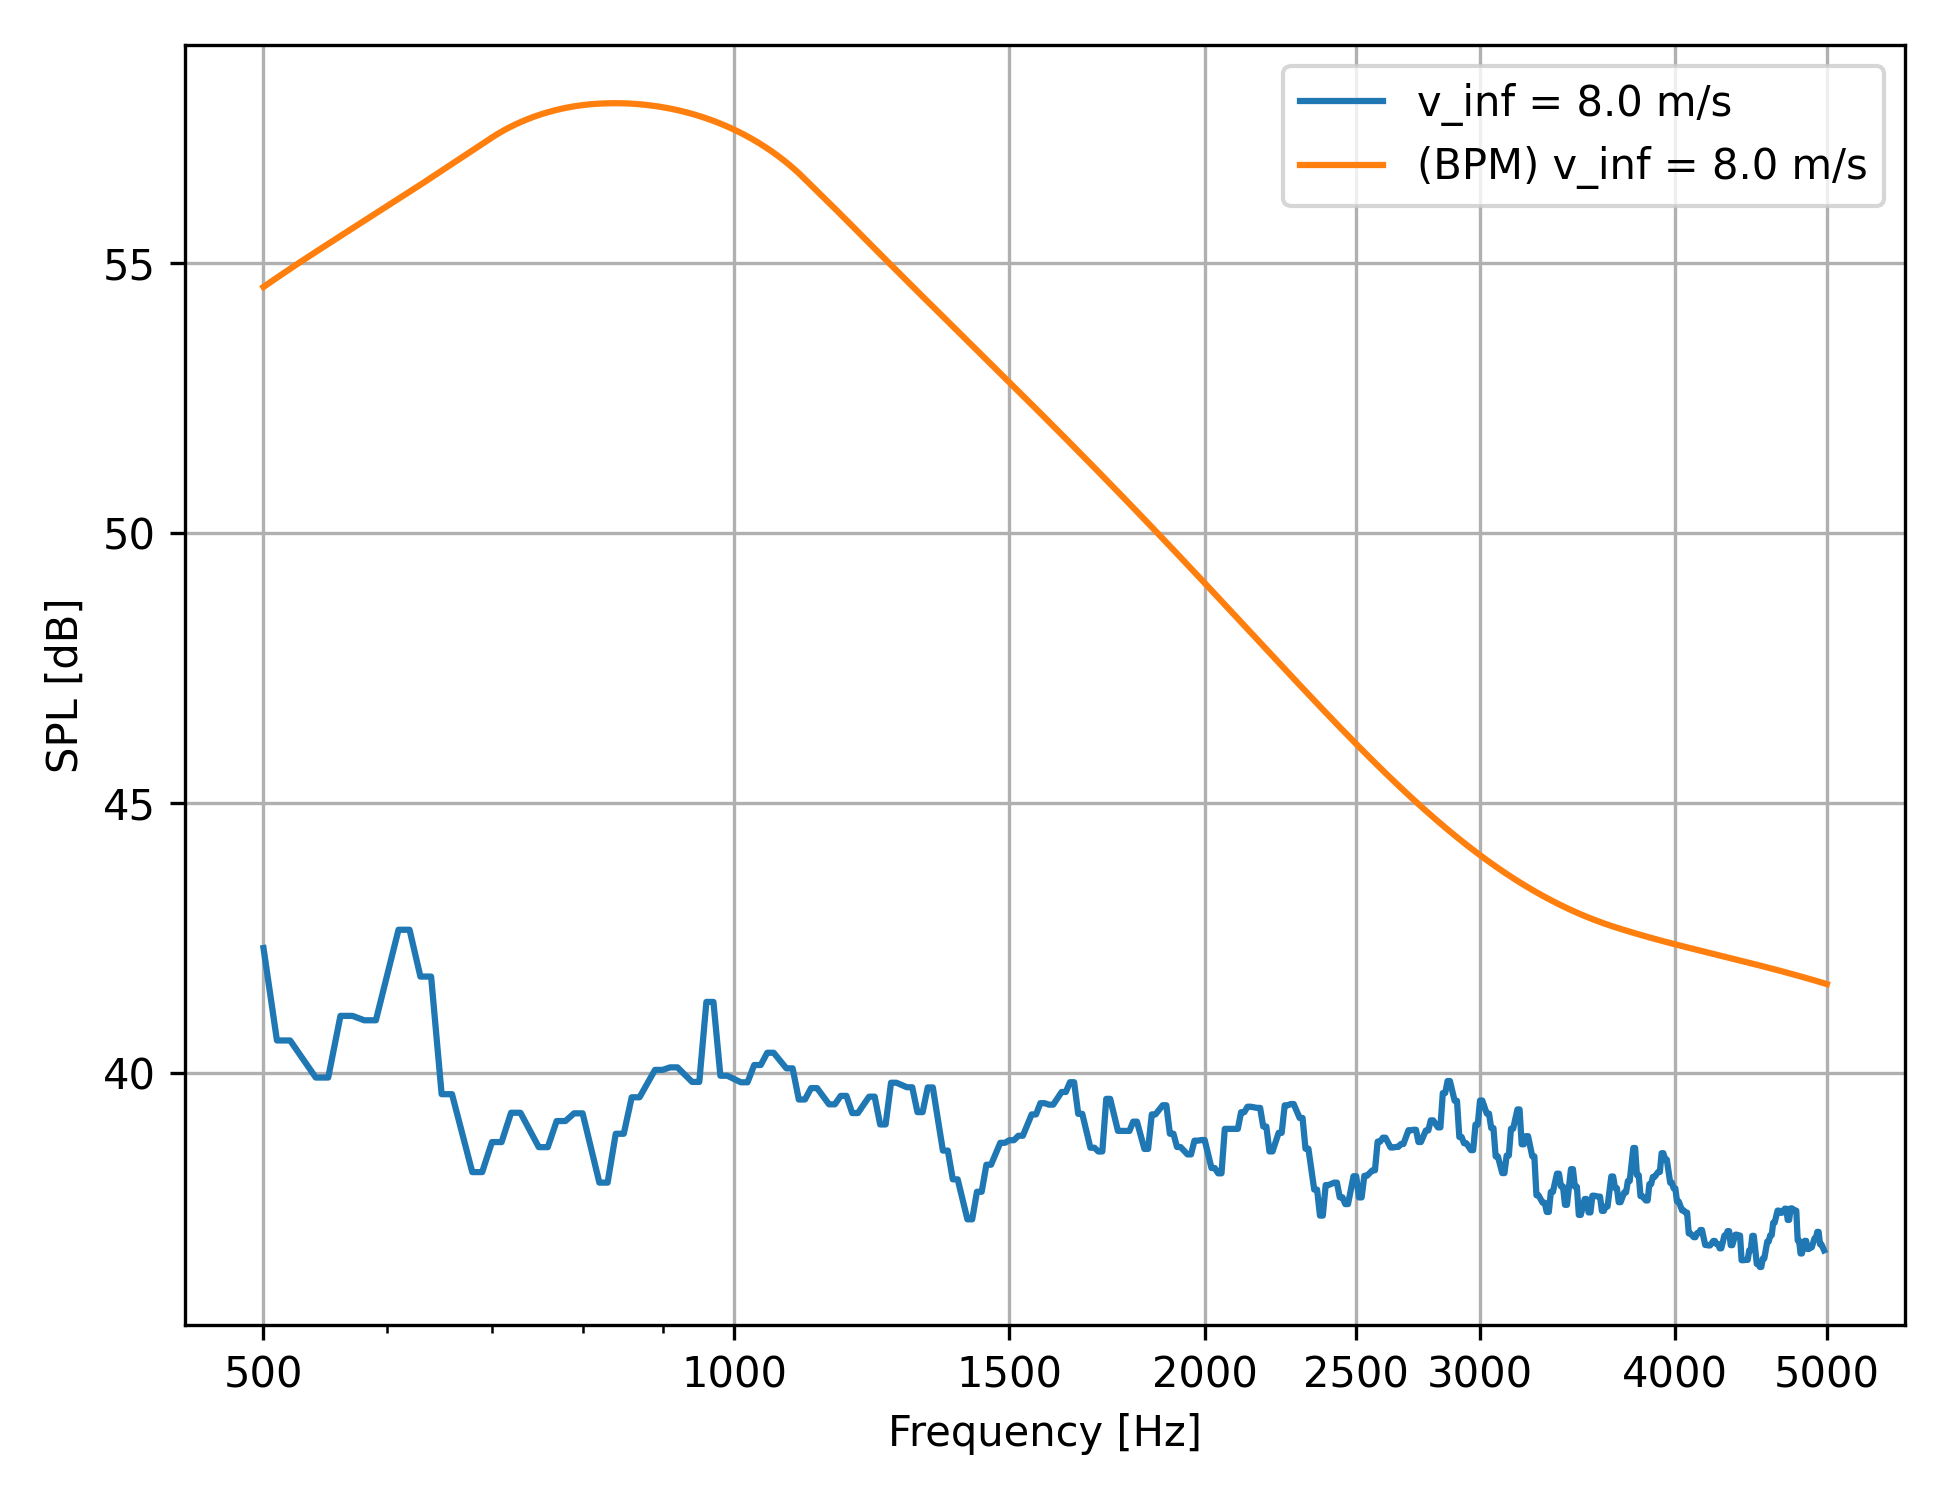 v_inf = 8.0 m/s
(BPM) v_inf = 8.0 m/s
SPL [dB]
55
50
45
40
500 1000 1500 2000 2500 3000 4000 5000
Frequency [Hz]